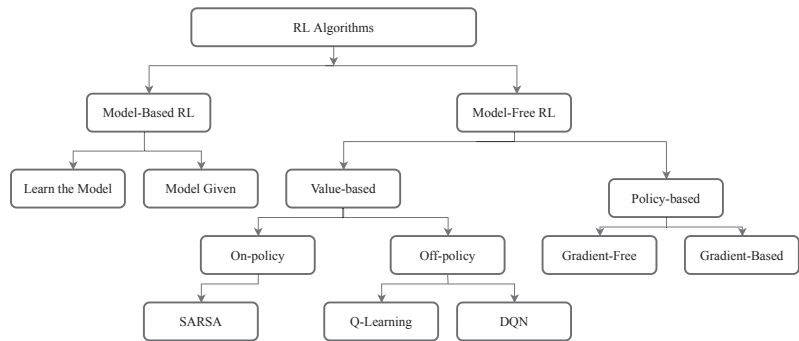 RL Algorithms
Model-Based RL
Model-Free RL
Learn the Model
Model Given
Value-based
Policy-based
On-policy
Off-policy
Gradient-Free
Gradient-Based
SARSA
Q-Learning
DQN